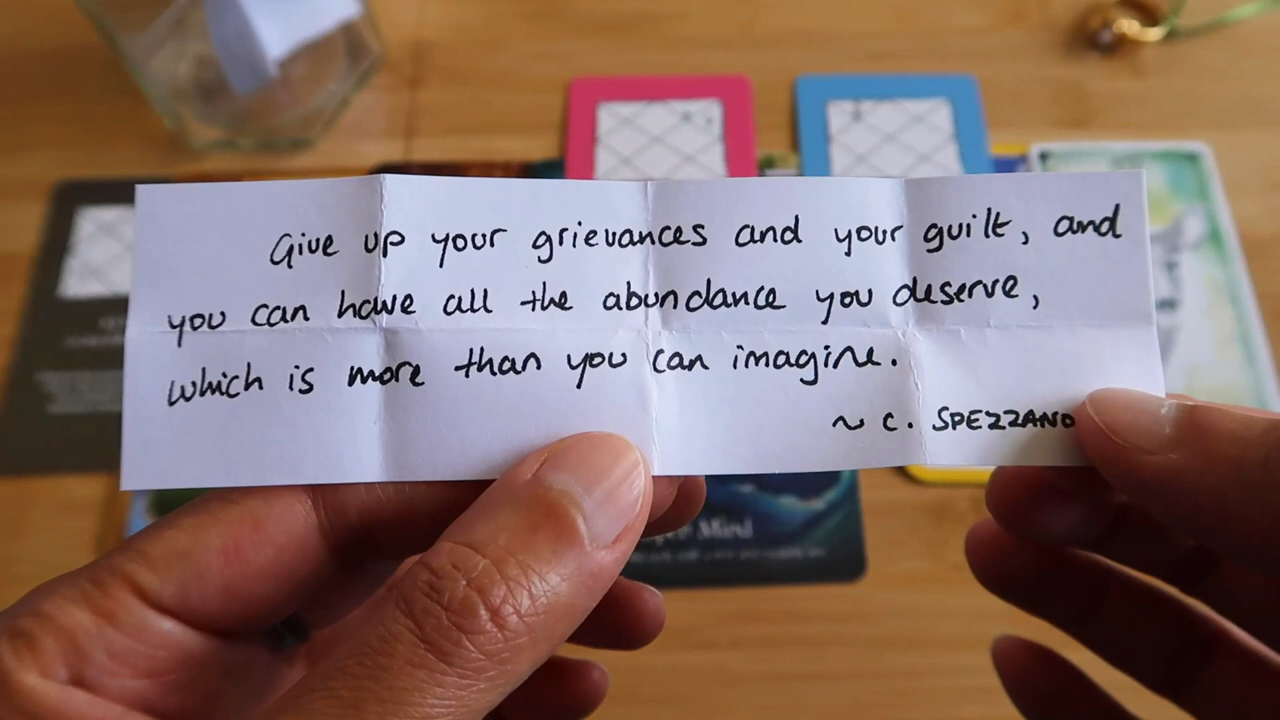 Give up your grievances and your guilt, and
you can have all the abundance you deserve,
which is more than you can imagine.
~ C. SPEZZANO
Mind